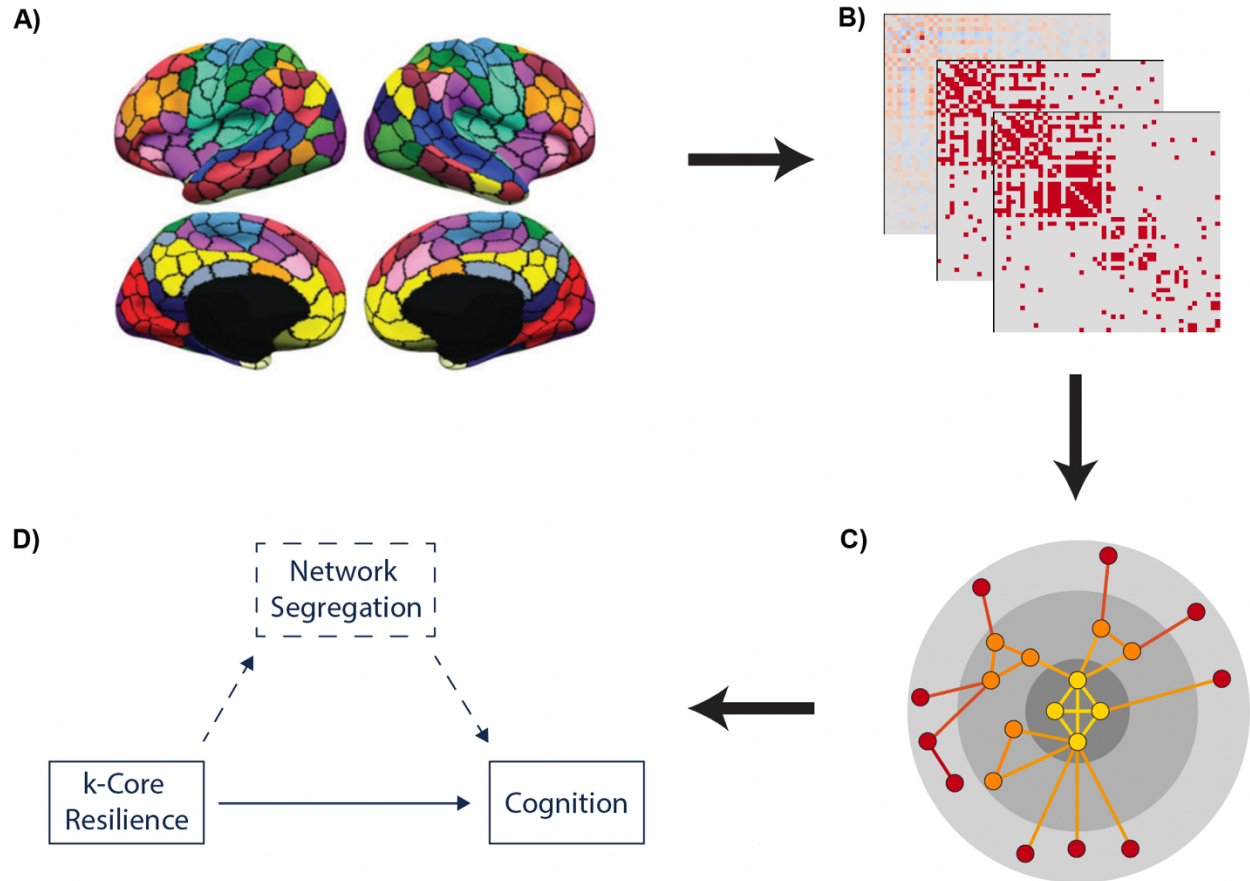 A)
B)
C)
D)
Network
Segregation
k-Core
Resilience
Cognition